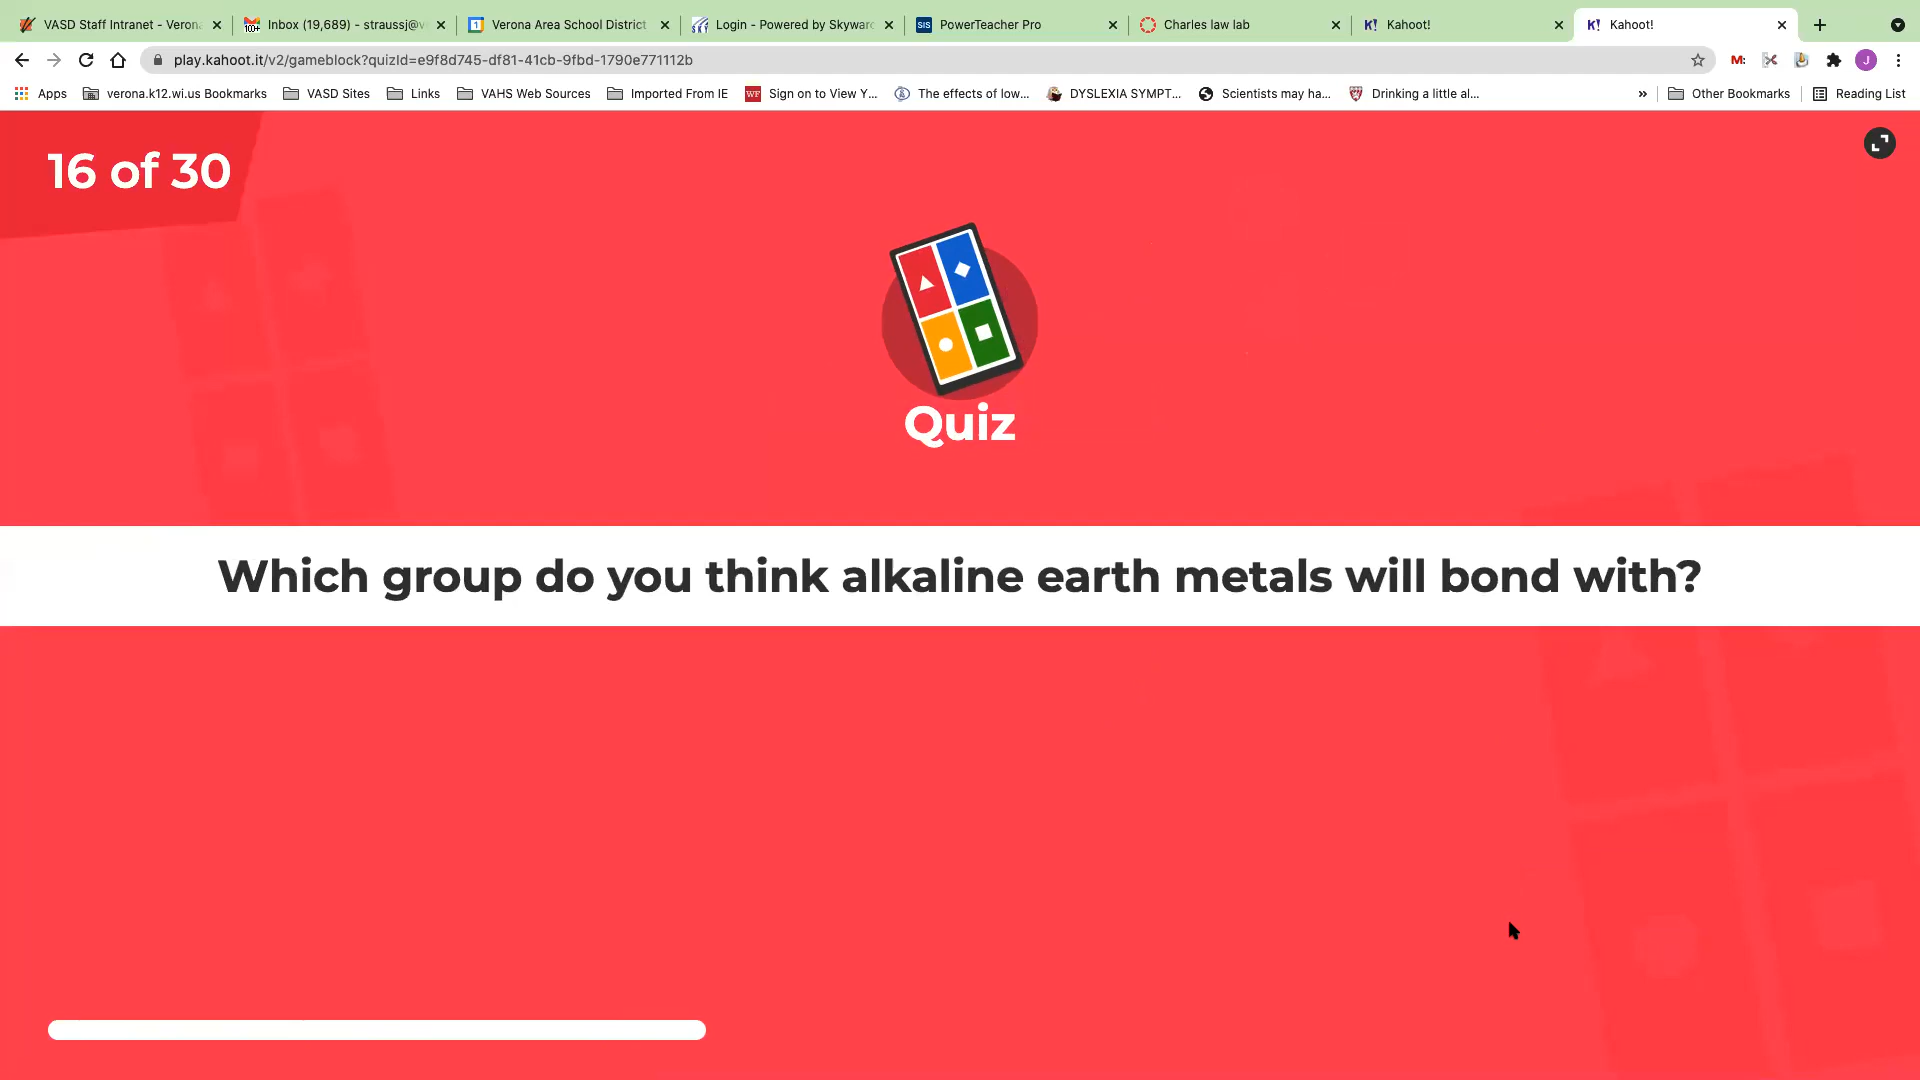 VASD Staff Intranet - Verona
Inbox (19,689) - straussj@v
Verona Area School District
Login - Powered by Skyward
PowerTeacher Pro
Charles law lab
Kahoot!
Kahoot!
play.kahoot.it/v2/gameblock?quizId=e9f8d745-df81-41cb-9fbd-1790e771112b
Apps
verona.k12.wi.us Bookmarks
VASD Sites
Links
VAHS Web Sources
Imported From IE
Sign on to View Y...
The effects of low...
DYSLEXIA SYMPT...
Scientists may ha...
Drinking a little al...
» Other Bookmarks
Reading List
16 of 30
Quiz
Which group do you think alkaline earth metals will bond with?